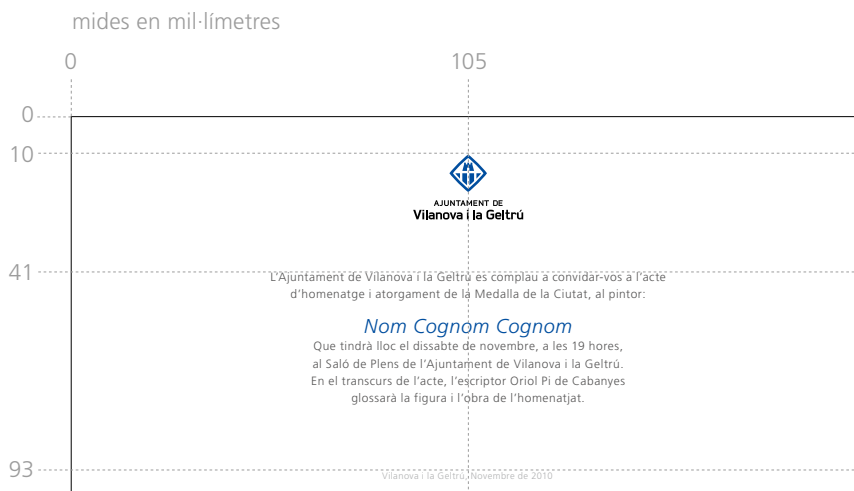 mides en mil·límetres
0
105
0
10
AJUNTAMENT DE
Vilanova i la Geltrú
41
L’Ajuntament de Vilanova i la Geltrú es complau a convidar-vos a l’acte
d’homenatge i atorgament de la Medalla de la Ciutat, al pintor:
Nom Cognom Cognom
Que tindrà lloc el dissabte de novembre, a les 19 hores,
al Saló de Plens de l’Ajuntament de Vilanova i la Geltrú.
En el transcurs de l’acte, l’escriptor Oriol Pi de Cabanyes
glossarà la figura i l’obra de l’homenatjat.
93
Vilanova i la Geltrú, Novembre de 2010